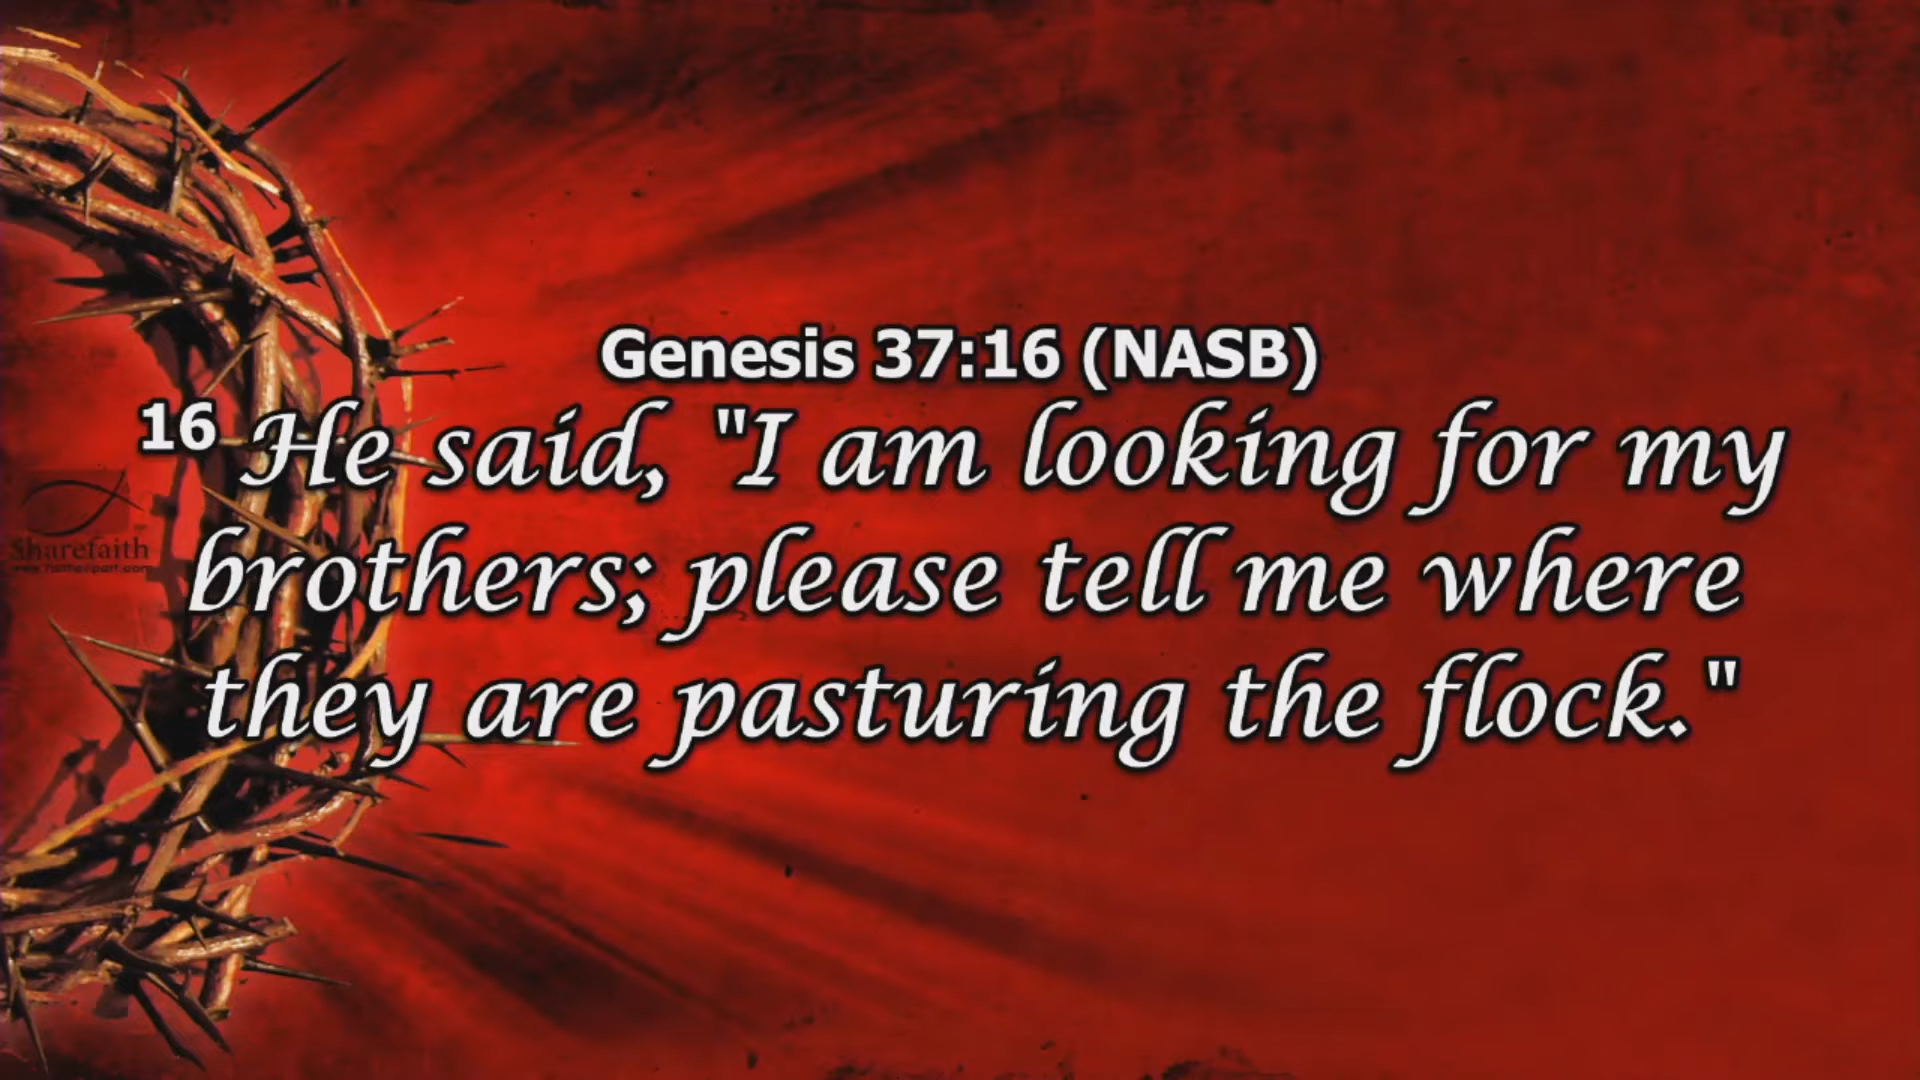 Genesis 37:16 (NASB)
16 He said, "I am looking for my
brothers; please tell me where
they are pasturing the flock."
Sharefaith